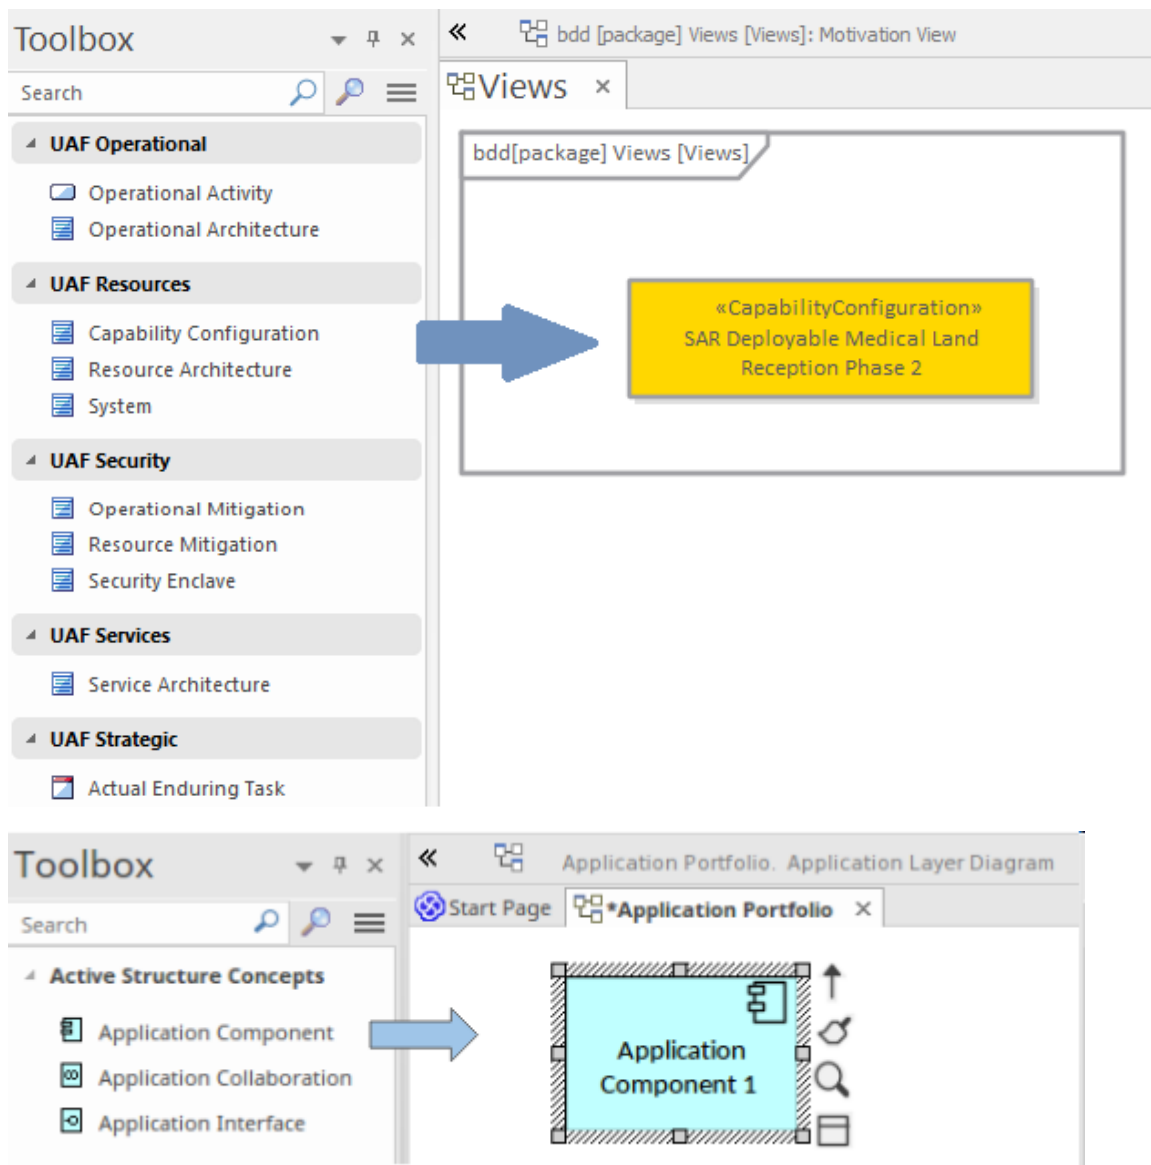 Toolbox
Search
UAF Operational
Operational Activity
Operational Architecture
UAF Resources
Capability Configuration
Resource Architecture
System
UAF Security
Operational Mitigation
Resource Mitigation
Security Enclave
UAF Services
Service Architecture
UAF Strategic
Actual Enduring Task
bdd [package] Views [Views]: Motivation View
Views
bdd[package] Views [Views]
«CapabilityConfiguration»
SAR Deployable Medical Land
Reception Phase 2
Toolbox
Search
Active Structure Concepts
Application Component
Application Collaboration
Application Interface
Application Portfolio. Application Layer Diagram
Start Page
*Application Portfolio
Application
Component 1